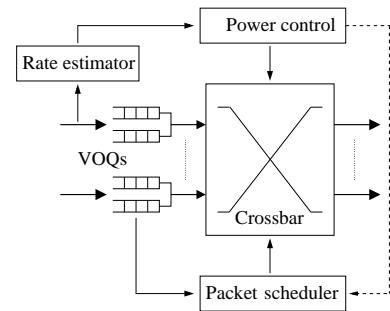 Power control
Rate estimator
VOQs
Crossbar
Packet scheduler